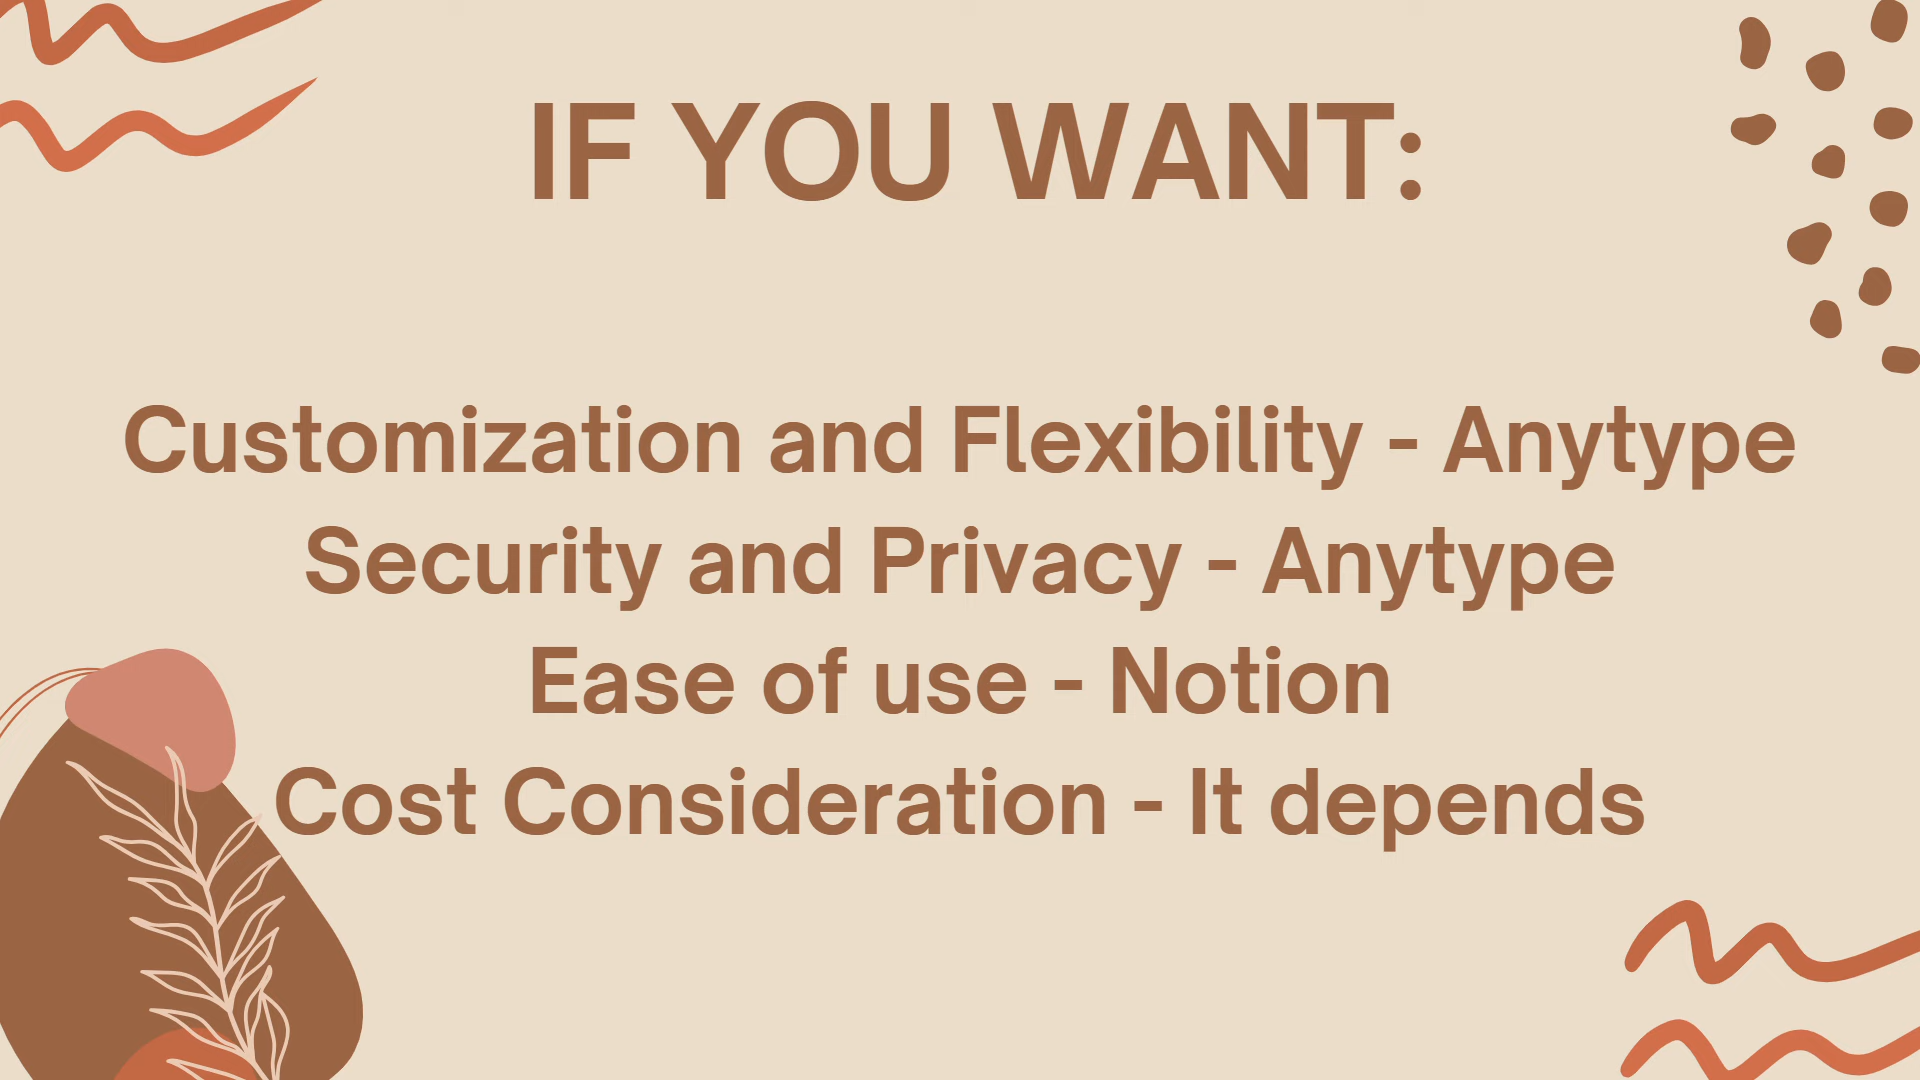 IF YOU WANT:
Customization and Flexibility - Anytype
Security and Privacy - Anytype
Ease of use - Notion
Cost Consideration - It depends